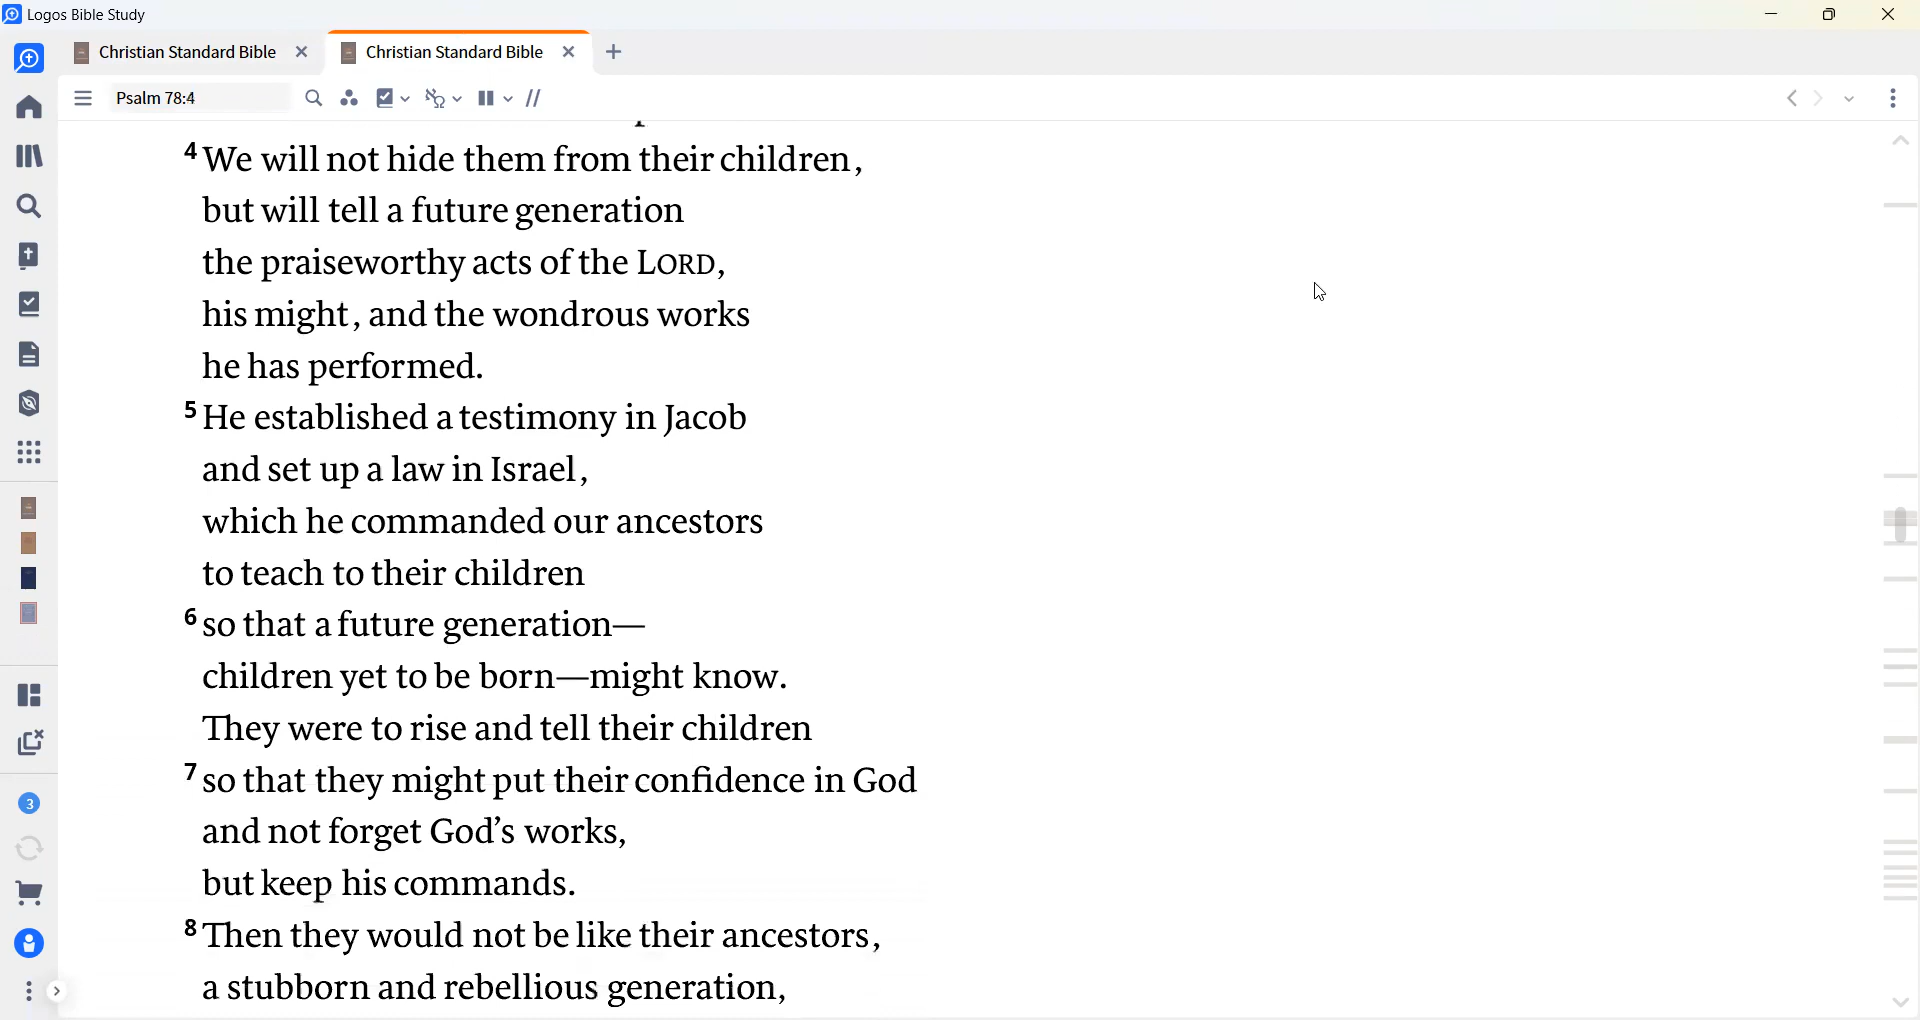 Logos Bible Study
Christian Standard Bible
Christian Standard Bible
Psalm 78:4
4 We will not hide them from their children,
but will tell a future generation
the praiseworthy acts of the LORD,
his might, and the wondrous works
he has performed.
5 He established a testimony in Jacob
and set up a law in Israel,
which he commanded our ancestors
to teach to their children
6 so that a future generation—
children yet to be born—might know.
They were to rise and tell their children
7 so that they might put their confidence in God
and not forget God’s works,
but keep his commands.
8 Then they would not be like their ancestors,
a stubborn and rebellious generation,
3